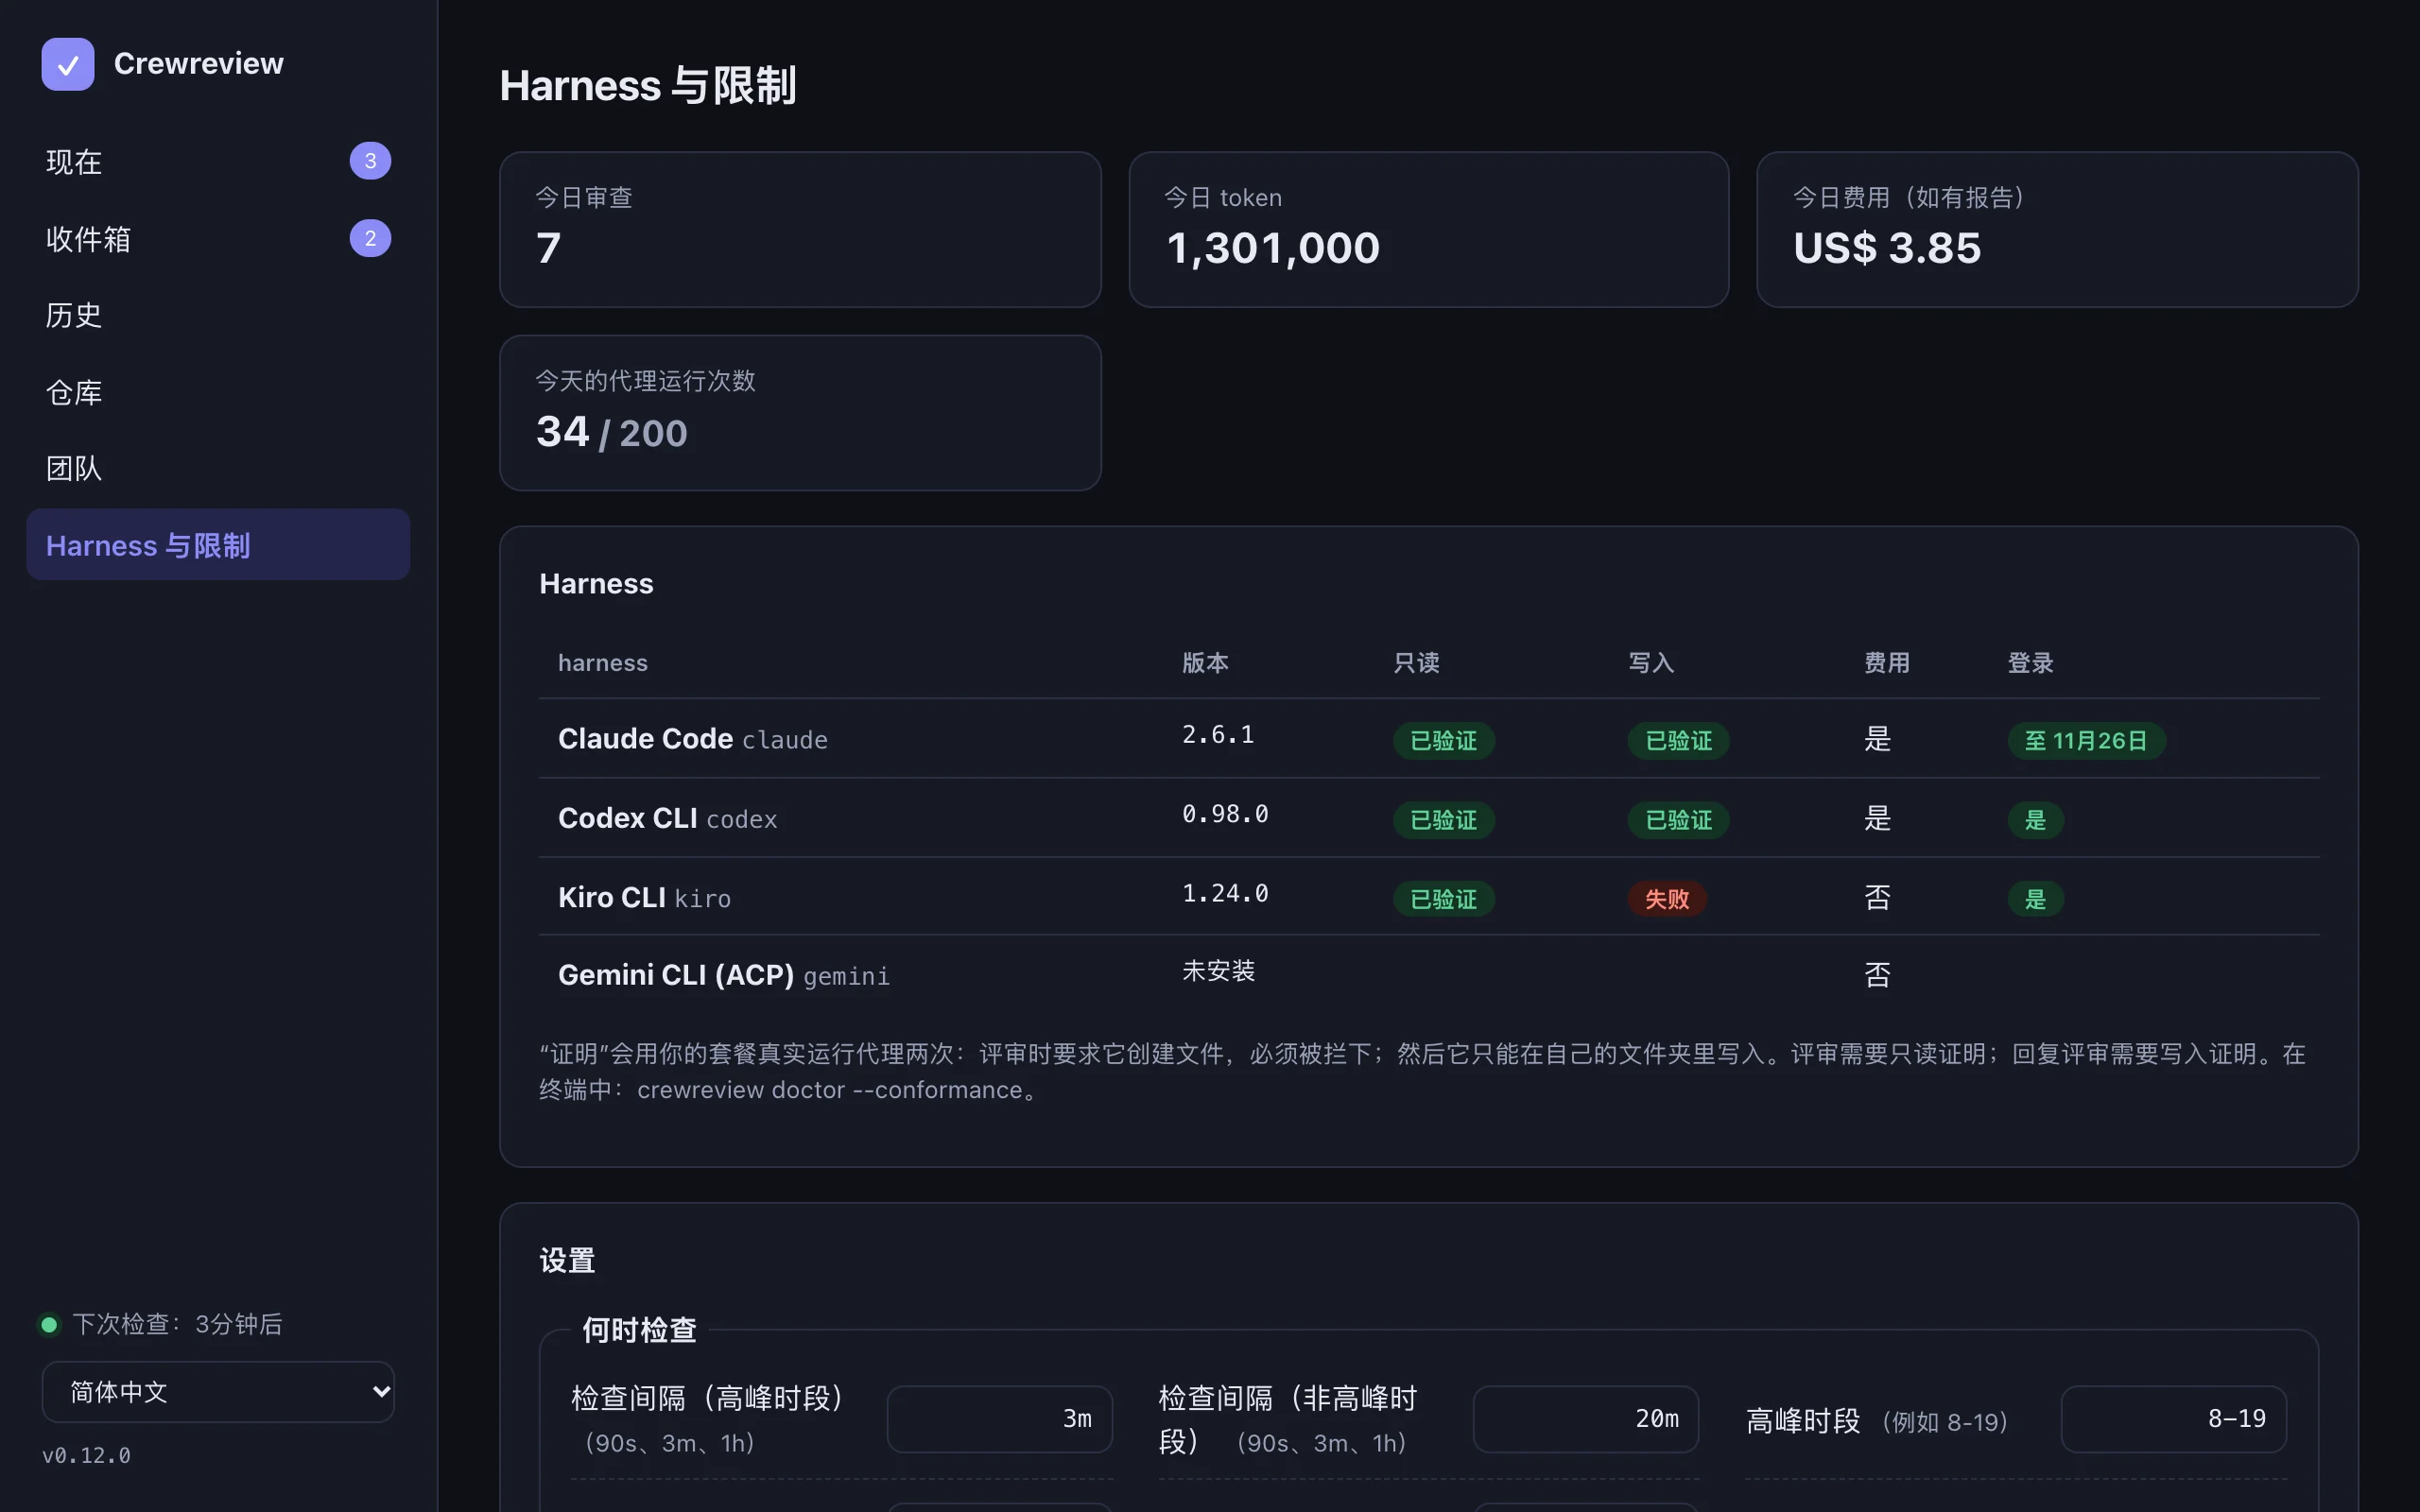 Crewreview
现在 3
收件箱 2
历史
仓库
团队
Harness 与限制
下次检查：3分钟后
简体中文
v0.12.0
Harness 与限制
今日审查
7
今日 token
1,301,000
今日费用（如有报告）
US$ 3.85
今天的代理运行次数
34 / 200
Harness
harness 版本 只读 写入 费用 登录
Claude Code claude 2.6.1 已验证 已验证 是 至 11月26日
Codex CLI codex 0.98.0 已验证 已验证 是 是
Kiro CLI kiro 1.24.0 已验证 失败 否 是
Gemini CLI (ACP) gemini 未安装 否
“证明”会用你的套餐真实运行代理两次：评审时要求它创建文件，必须被拦下；然后它只能在自己的文件夹里写入。评审需要只读证明；回复评审需要写入证明。在
终端中：crewreview doctor --conformance。
设置
何时检查
检查间隔（高峰时段）
（90s、3m、1h）
3m
检查间隔（非高峰时
段）（90s、3m、1h）
20m
高峰时段（例如 8-19）
8–19